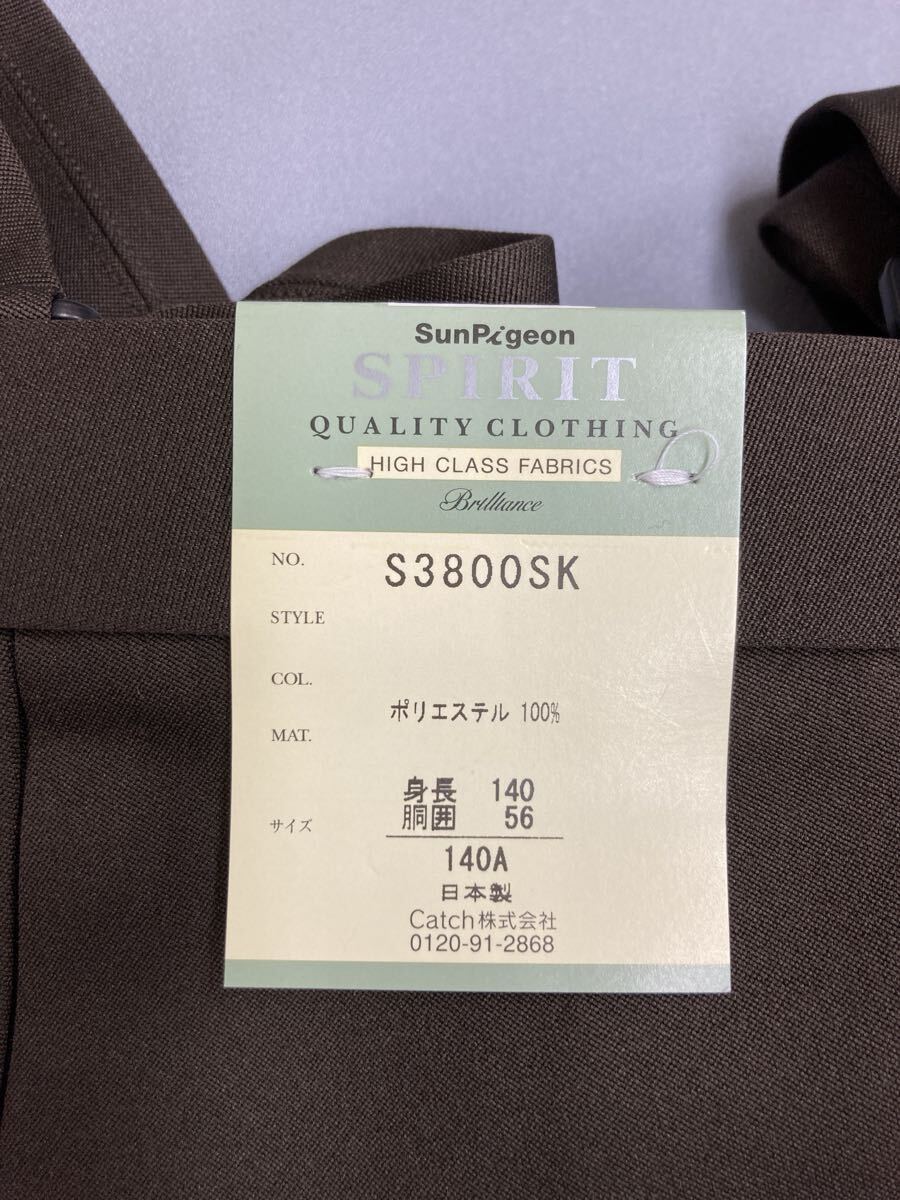 SunPigeon
SPIRIT
QUALITY CLOTHING
HIGH CLASS FABRICS
Brilliance
NO. S3800SK
STYLE
COL.
ポリエステル 100%
MAT.
身長 140
サイズ 胴囲 56
140A
日本製
Catch株式会社
0120-91-2868